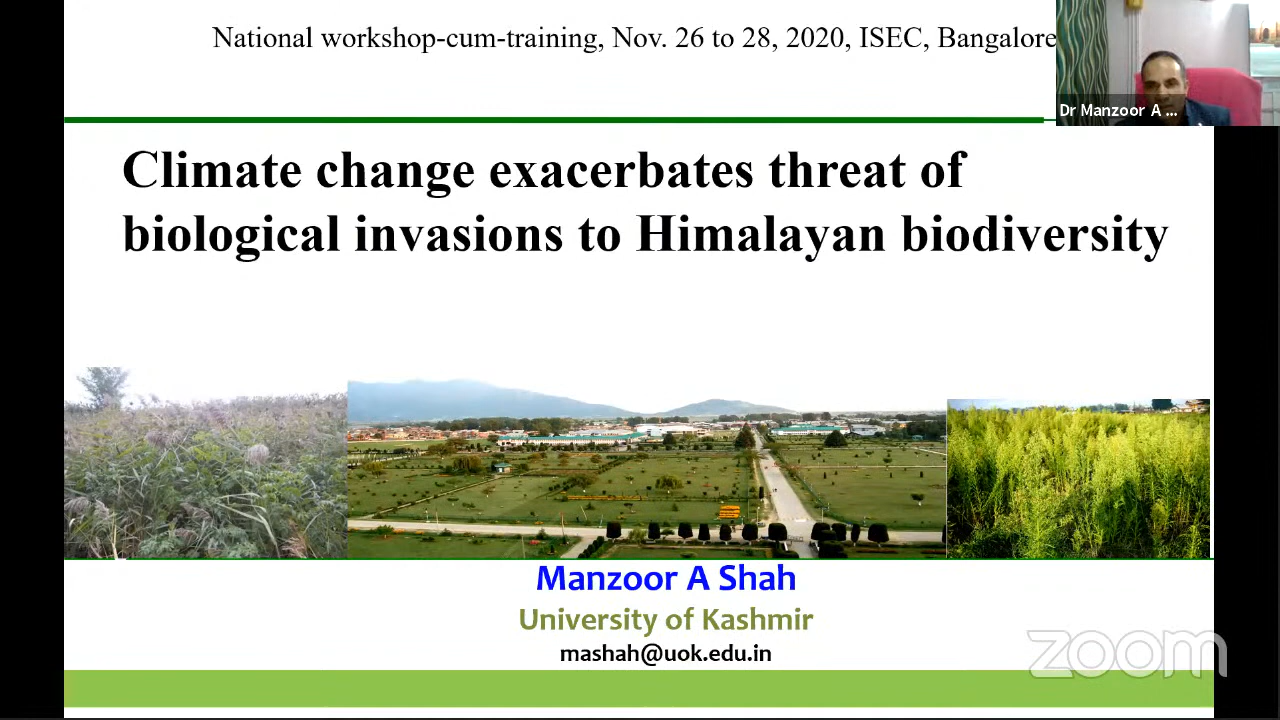 National workshop-cum-training, Nov. 26 to 28, 2020, ISEC, Bangalore
Dr Manzoor A ...
Climate change exacerbates threat of
biological invasions to Himalayan biodiversity
Manzoor A Shah
University of Kashmir
mashah@uok.edu.in
zoom